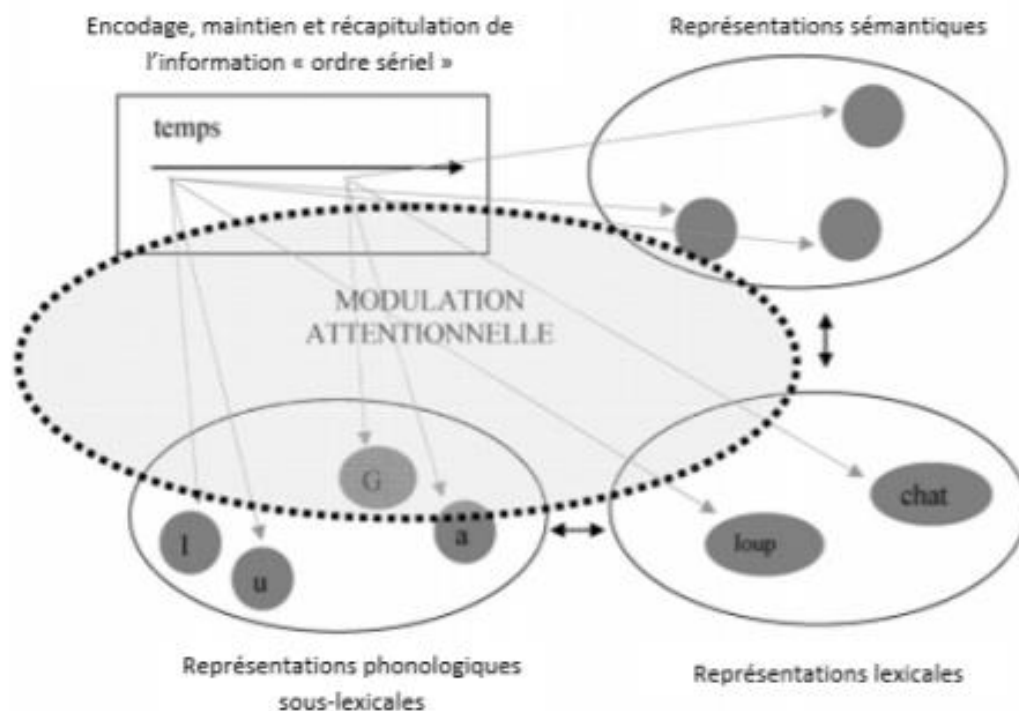 Encodage, maintien et récapitulation de
l'information « ordre sériel »
Représentations sémantiques
temps
MODULATION
ATTENTIONNELLE
G
l
a
u
chat
loup
Représentations phonologiques
sous-lexicales
Représentations lexicales